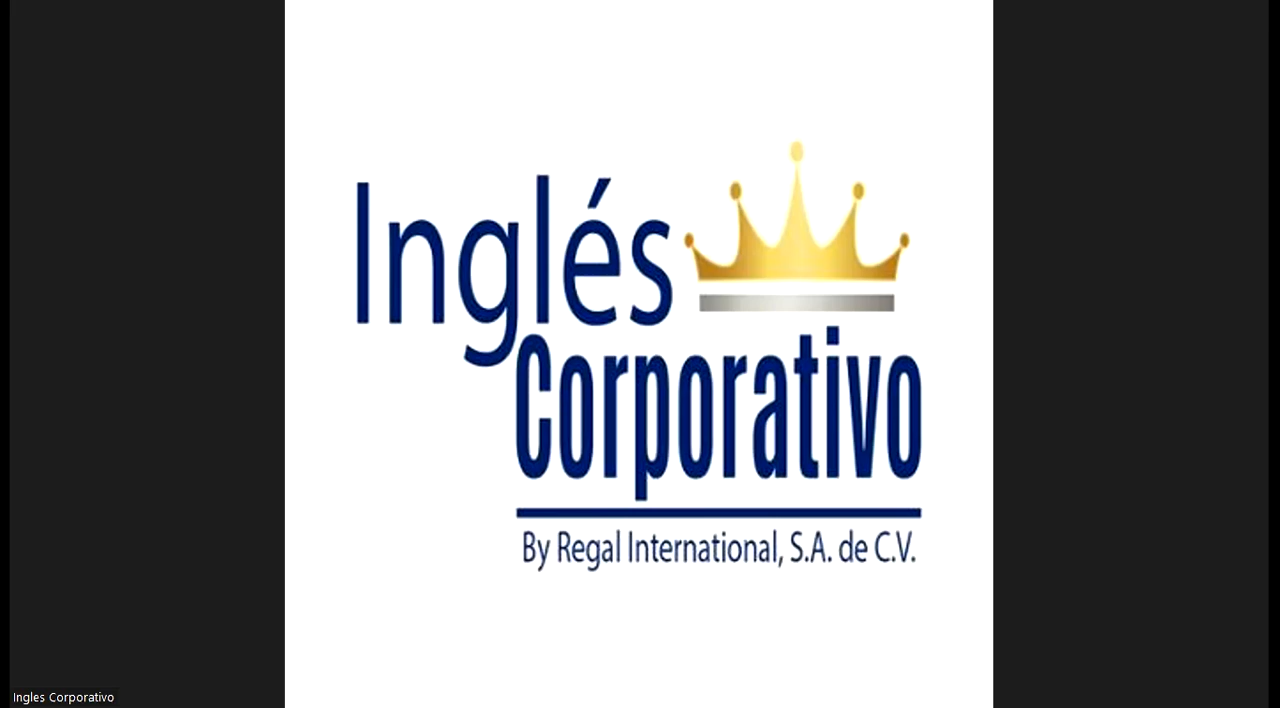 Inglés
Corporativo
By Regal International, S.A. de C.V.
Ingles Corporativo